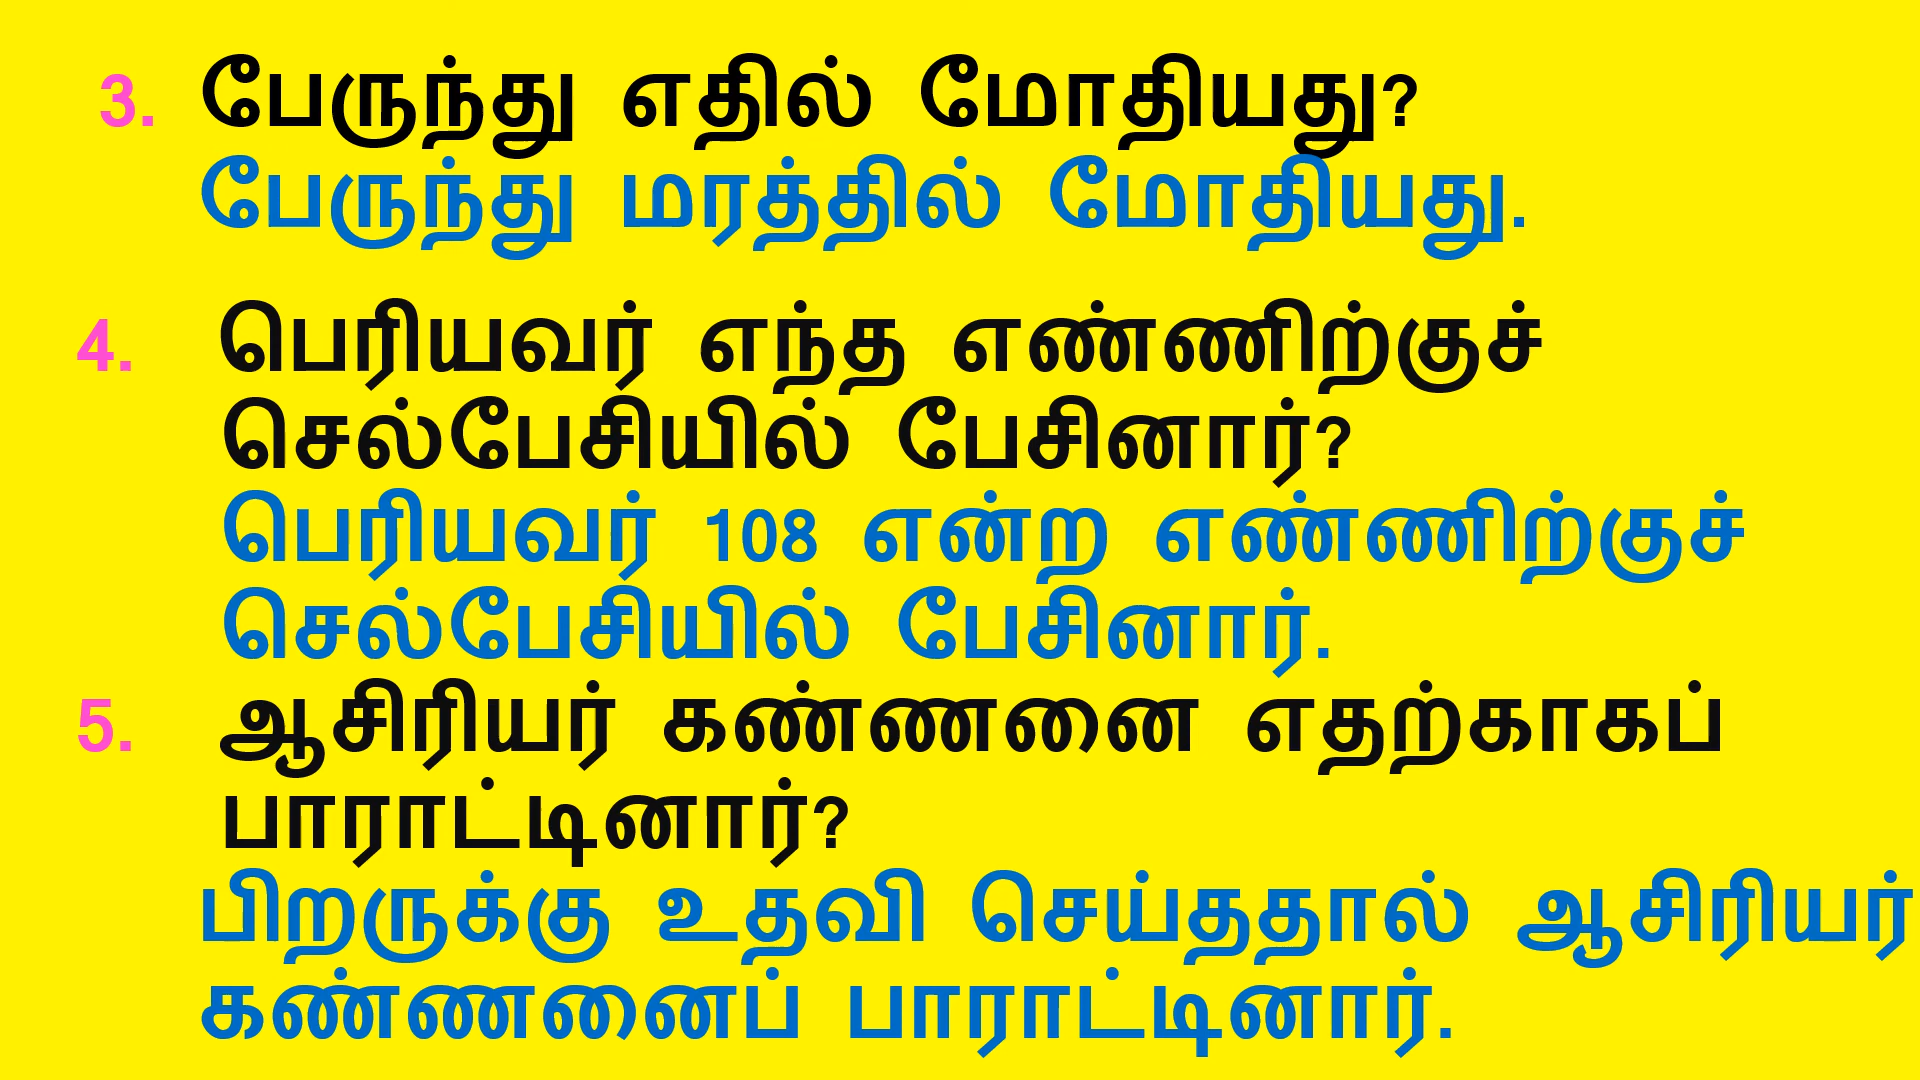 3. பேருந்து எதில் மோதியது?
பேருந்து மரத்தில் மோதியது.
4. பெரியவர் எந்த எண்ணிற்குச்
செல்பேசியில் பேசினார்?
பெரியவர் 108 என்ற எண்ணிற்குச்
செல்பேசியில் பேசினார்.
5. ஆசிரியர் கண்ணனை எதற்காகப்
பாராட்டினார்?
பிறருக்கு உதவி செய்ததால் ஆசிரியர்
கண்ணனைப் பாராட்டினார்.